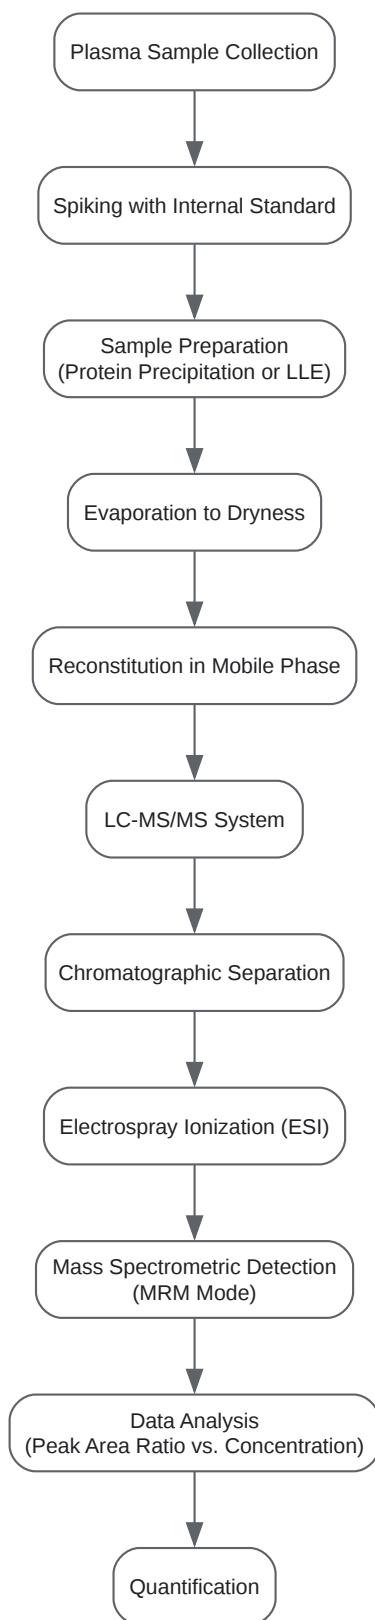 Plasma Sample Collection
Spiking with Internal Standard
Sample Preparation
(Protein Precipitation or LLE)
Evaporation to Dryness
Reconstitution in Mobile Phase
LC-MS/MS System
Chromatographic Separation
Electrospray Ionization (ESI)
Mass Spectrometric Detection
(MRM Mode)
Data Analysis
(Peak Area Ratio vs. Concentration)
Quantification